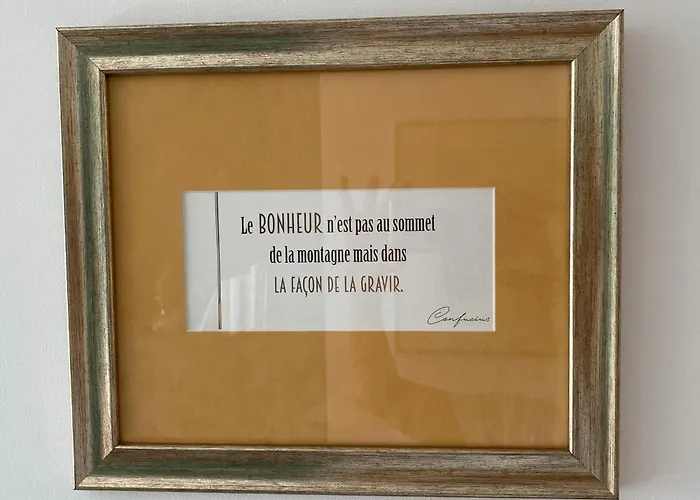 Le BONHEUR n'est pas au sommet
de la montagne mais dans
LA FAÇON DE LA GRAVIR.
Confucius